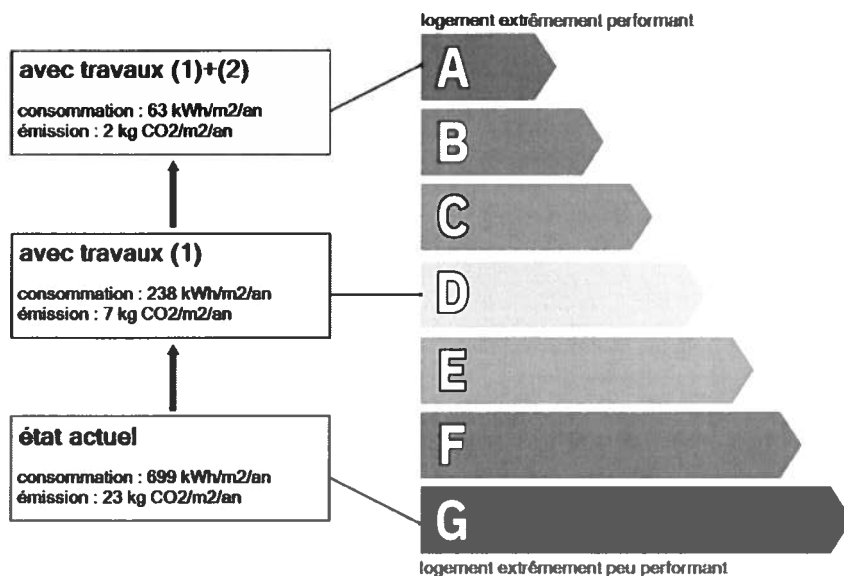 logement extrêmement performant
avec travaux (1)+(2)
consommation : 63 kWh/m2/an
émission : 2 kg CO2/m2/an
A
B
C
avec travaux (1)
consommation : 238 kWh/m2/an
émission : 7 kg CO2/m2/an
D
E
F
état actuel
consommation : 699 kWh/m2/an
émission : 23 kg CO2/m2/an
G
logement extrêmement peu performant